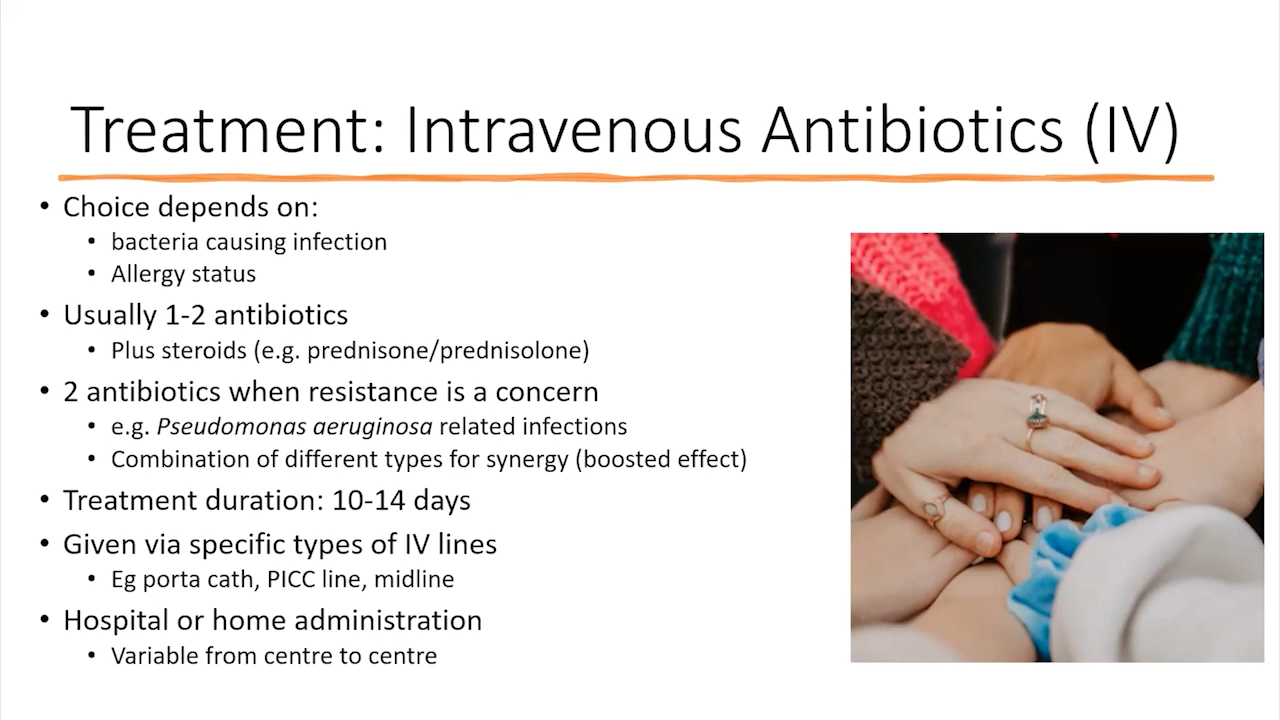 Treatment: Intravenous Antibiotics (IV)
• Choice depends on:
• bacteria causing infection
• Allergy status
• Usually 1-2 antibiotics
• Plus steroids (e.g. prednisone/prednisolone)
• 2 antibiotics when resistance is a concern
• e.g. Pseudomonas aeruginosa related infections
• Combination of different types for synergy (boosted effect)
• Treatment duration: 10-14 days
• Given via specific types of IV lines
• Eg porta cath, PICC line, midline
• Hospital or home administration
• Variable from centre to centre